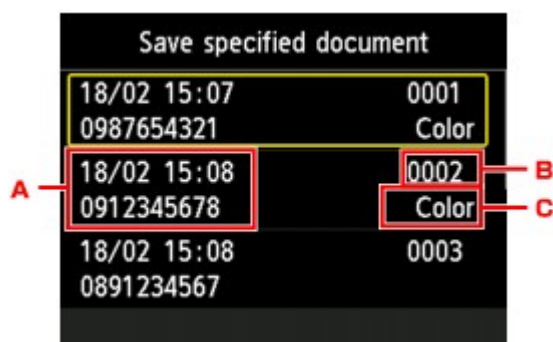 Save specified document
18/02 15:07 0001
0987654321 Color
18/02 15:08 0002
0912345678 Color
18/02 15:08 0003
0891234567
A
B
C